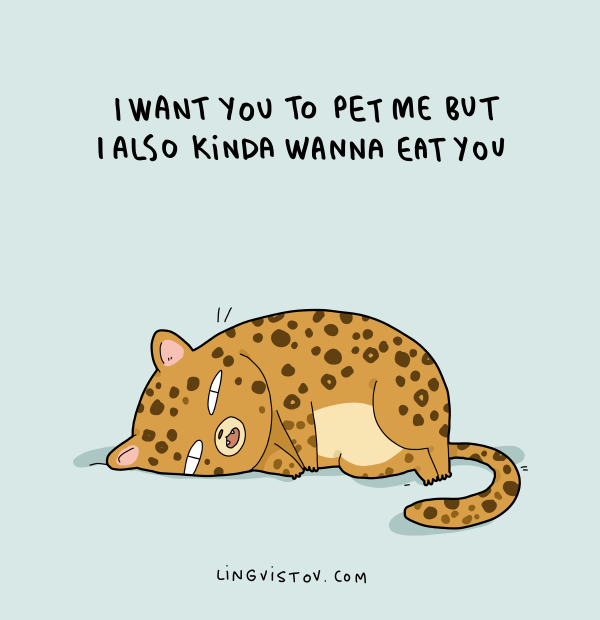 I WANT YOU TO PET ME BUT
I ALSO KINDA WANNA EAT YOU
LINGVISTOV.COM